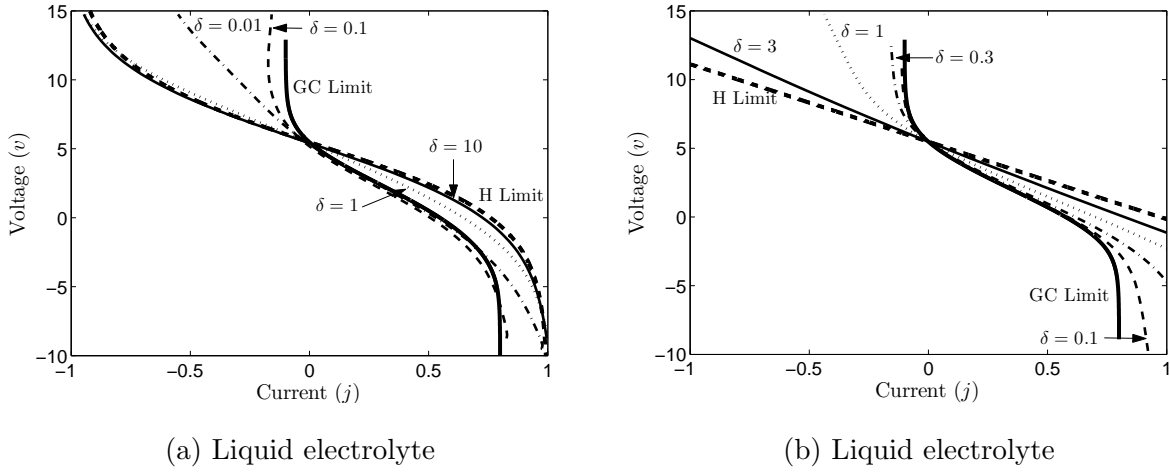 15
10
5
0
−5
−10
−1
−0.5
0
0.5
1
Voltage (v)
Current (j)
δ = 0.01
δ = 0.1
GC Limit
δ = 10
H Limit
δ = 1
(a) Liquid electrolyte
15
10
5
0
−5
−10
−1
−0.5
0
0.5
1
Voltage (v)
Current (j)
δ = 1
δ = 3
δ = 0.3
H Limit
GC Limit
δ = 0.1
(b) Liquid electrolyte